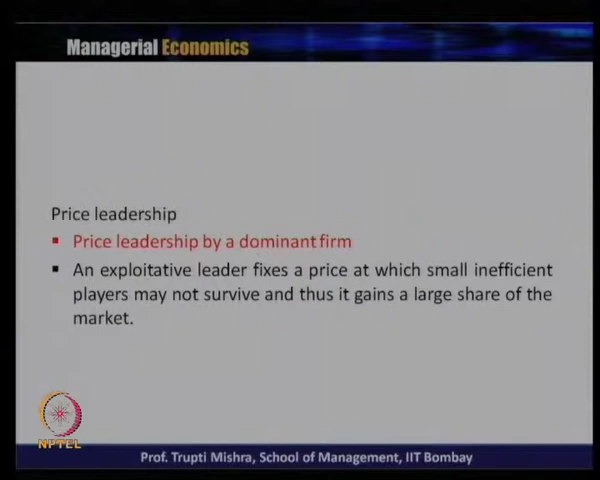 Managerial Economics
Price leadership
Price leadership by a dominant firm
An exploitative leader fixes a price at which small inefficient
players may not survive and thus it gains a large share of the
market.
NPTEL
Prof. Trupti Mishra, School of Management, IIT Bombay